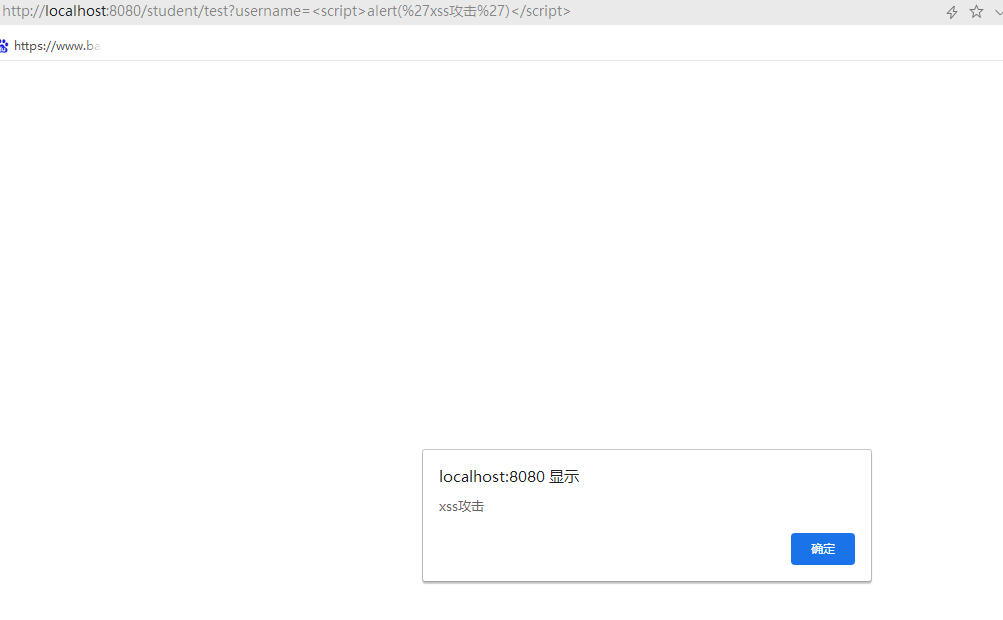 http://localhost:8080/student/test?username=<script>alert(%27xss攻击%27)</script>
https://www.ba
localhost:8080 显示
xss攻击
确定